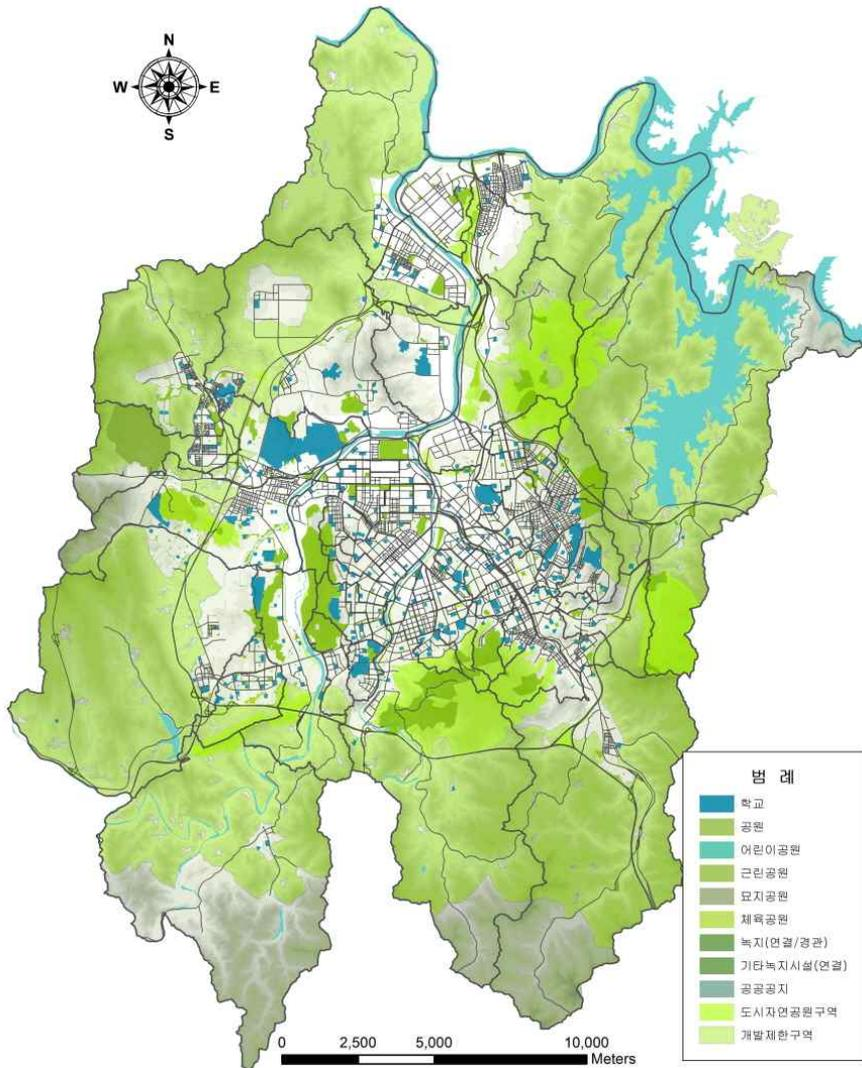 N
W E
S
범 례
학교
공원
어린이공원
근린공원
묘지공원
체육공원
녹지(연결/경관)
기타녹지시설(연결)
공공공지
도시자연공원구역
개발제한구역
0 2,500 5,000 10,000
Meters